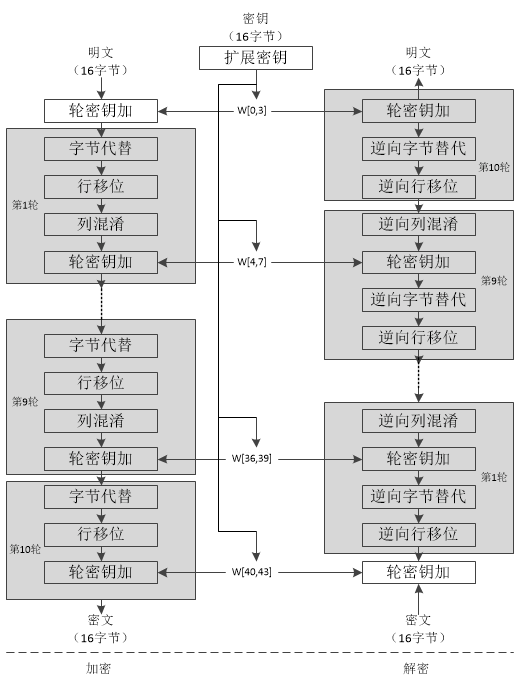 密钥
（16字节）
扩展密钥
明文
（16字节）
轮密钥加
第1轮
字节代替
行移位
列混淆
轮密钥加
第9轮
字节代替
行移位
列混淆
轮密钥加
第10轮
字节代替
行移位
轮密钥加
密文
（16字节）
加密
W[0,3]
W[4,7]
W[36,39]
W[40,43]
明文
（16字节）
轮密钥加
逆向字节替代
第10轮
逆向行移位
逆向列混淆
轮密钥加
第9轮
逆向字节替代
逆向行移位
逆向列混淆
轮密钥加
第1轮
逆向字节替代
逆向行移位
轮密钥加
密文
（16字节）
解密